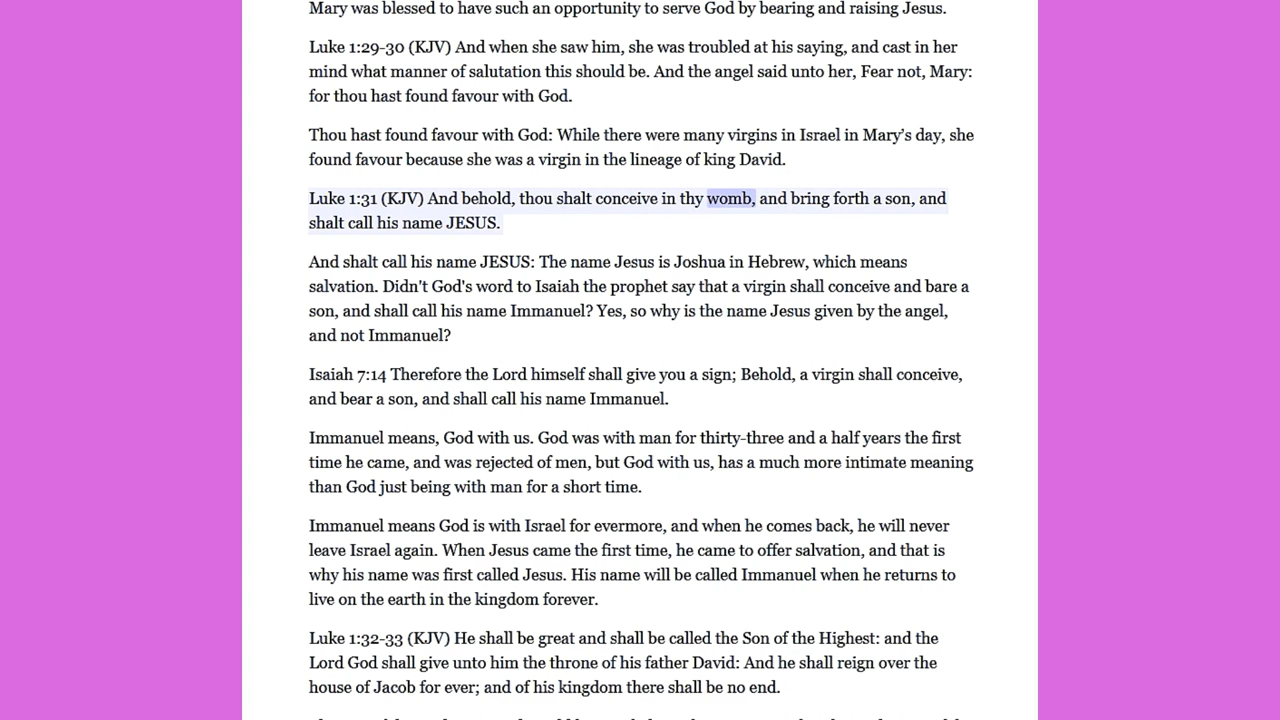 Mary was blessed to have such an opportunity to serve God by bearing and raising Jesus.
Luke 1:29-30 (KJV) And when she saw him, she was troubled at his saying, and cast in her
mind what manner of salutation this should be. And the angel said unto her, Fear not, Mary:
for thou hast found favour with God.
Thou hast found favour with God: While there were many virgins in Israel in Mary's day, she
found favour because she was a virgin in the lineage of king David.
Luke 1:31 (KJV) And behold, thou shalt conceive in thy womb, and bring forth a son, and
shalt call his name JESUS.
And shalt call his name JESUS: The name Jesus is Joshua in Hebrew, which means
salvation. Didn't God's word to Isaiah the prophet say that a virgin shall conceive and bare a
son, and shall call his name Immanuel? Yes, so why is the name Jesus given by the angel,
and not Immanuel?
Isaiah 7:14 Therefore the Lord himself shall give you a sign; Behold, a virgin shall conceive,
and bear a son, and shall call his name Immanuel.
Immanuel means, God with us. God was with man for thirty-three and a half years the first
time he came, and was rejected of men, but God with us, has a much more intimate meaning
than God just being with man for a short time.
Immanuel means God is with Israel for evermore, and when he comes back, he will never
leave Israel again. When Jesus came the first time, he came to offer salvation, and that is
why his name was first called Jesus. His name will be called Immanuel when he returns to
live on the earth in the kingdom forever.
Luke 1:32-33 (KJV) He shall be great and shall be called the Son of the Highest: and the
Lord God shall give unto him the throne of his father David: And he shall reign over the
house of Jacob for ever; and of his kingdom there shall be no end.